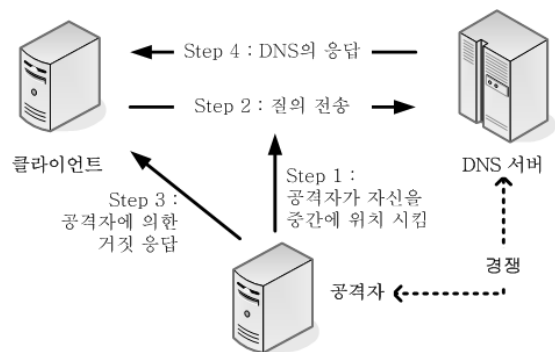 Step 4 : DNS의 응답
Step 2 : 질의 전송
클라이언트
DNS 서버
Step 1 :
공격자가 자신을
중간에 위치 시킴
Step 3 :
공격자에 의한
거짓 응답
경쟁
공격자